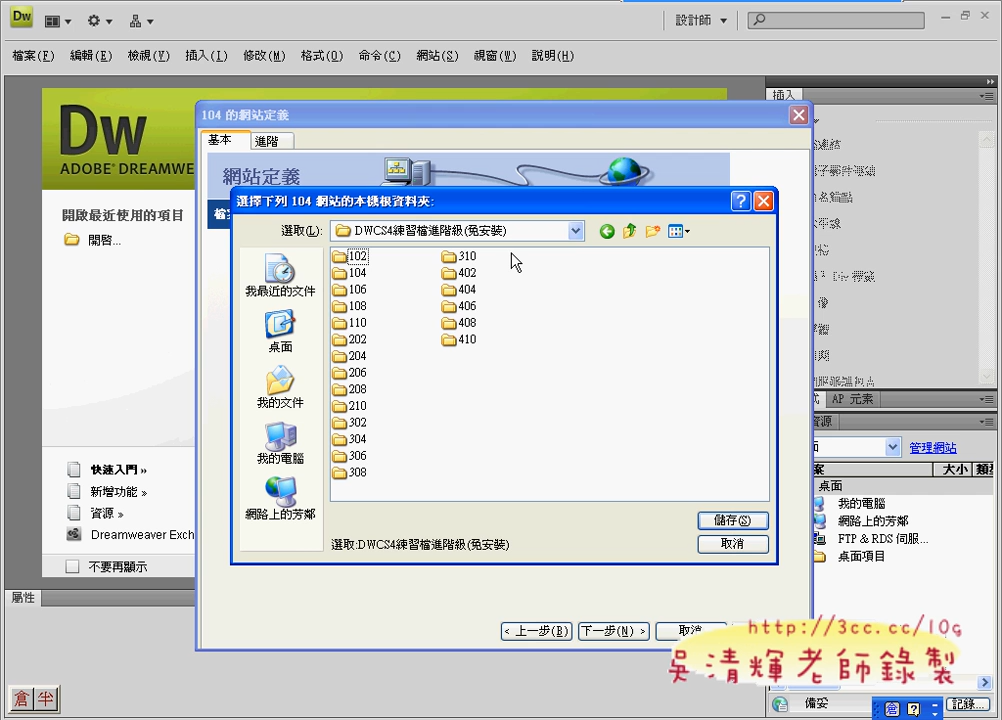 Dw
設計師
檔案(F) 編輯(E) 檢視(V) 插入(I) 修改(M) 格式(O) 命令(C) 網站(S) 視窗(W) 說明(H)
Dw
ADOBE® DREAMWE
開啟最近使用的項目
開啟...
快速入門 »
新增功能 »
資源 »
Dreamweaver Exch
不要再顯示
屬性
104 的網站定義
基本 進階
網站定義
選擇下列 104 網站的本機根資料夾:
選取(L): DWCS4練習檔進階級(免安裝)
我最近的文件
桌面
我的文件
我的電腦
網路上的芳鄰
102
104
106
108
110
202
204
206
208
210
302
304
306
308
310
402
404
406
408
410
儲存(S)
選取:DWCS4練習檔進階級(免安裝)
取消
< 上一步(B) 下一步(N) > 取消
插入
AP 元素
管理網站
大小
桌面
我的電腦
網路上的芳鄰
FTP & RDS 伺服...
桌面項目
http://3cc.cc/10g
吳清輝老師錄製
倉 半
備妥
倉
記錄...